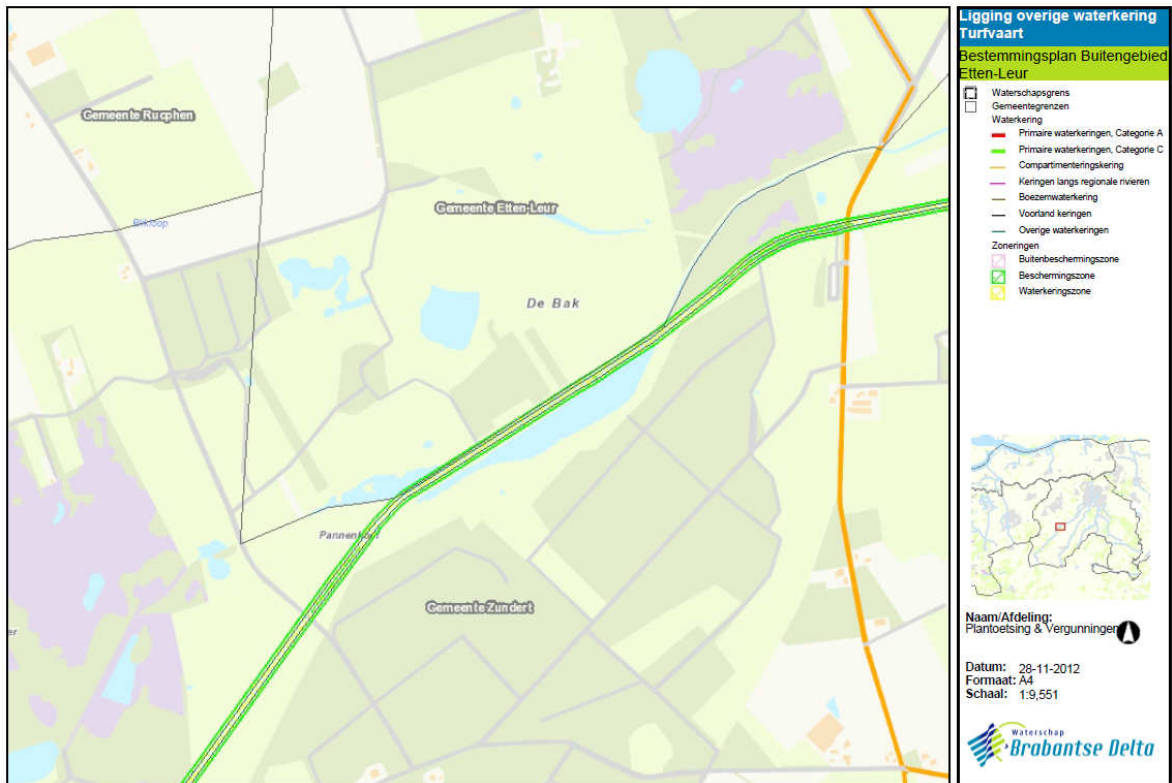 Gemeente Rucphen
Gemeente Etten-Leur
De Bak
Gemeente Zundert
Ligging overige waterkering
Turfvaart
Bestemmingsplan Buitengebied
Etten-Leur
Waterschapsgrens
Gemeentegrenzen
Waterkering
Primaire waterkeringen, Categorie A
Primaire waterkeringen, Categorie C
Compartimenteringskering
Keringen langs regionale rivieren
Boezemwaterkering
Voorland keringen
Overige waterkeringen
Zoneringen
Buitenbeschermingszone
Beschermingszone
Waterkeringszone
Naam/Afdeling:
Plantoetsing & Vergunningen
Datum: 28-11-2012
Formaat: A4
Schaal: 1:9,551
Waterschap
Brabantse Delta